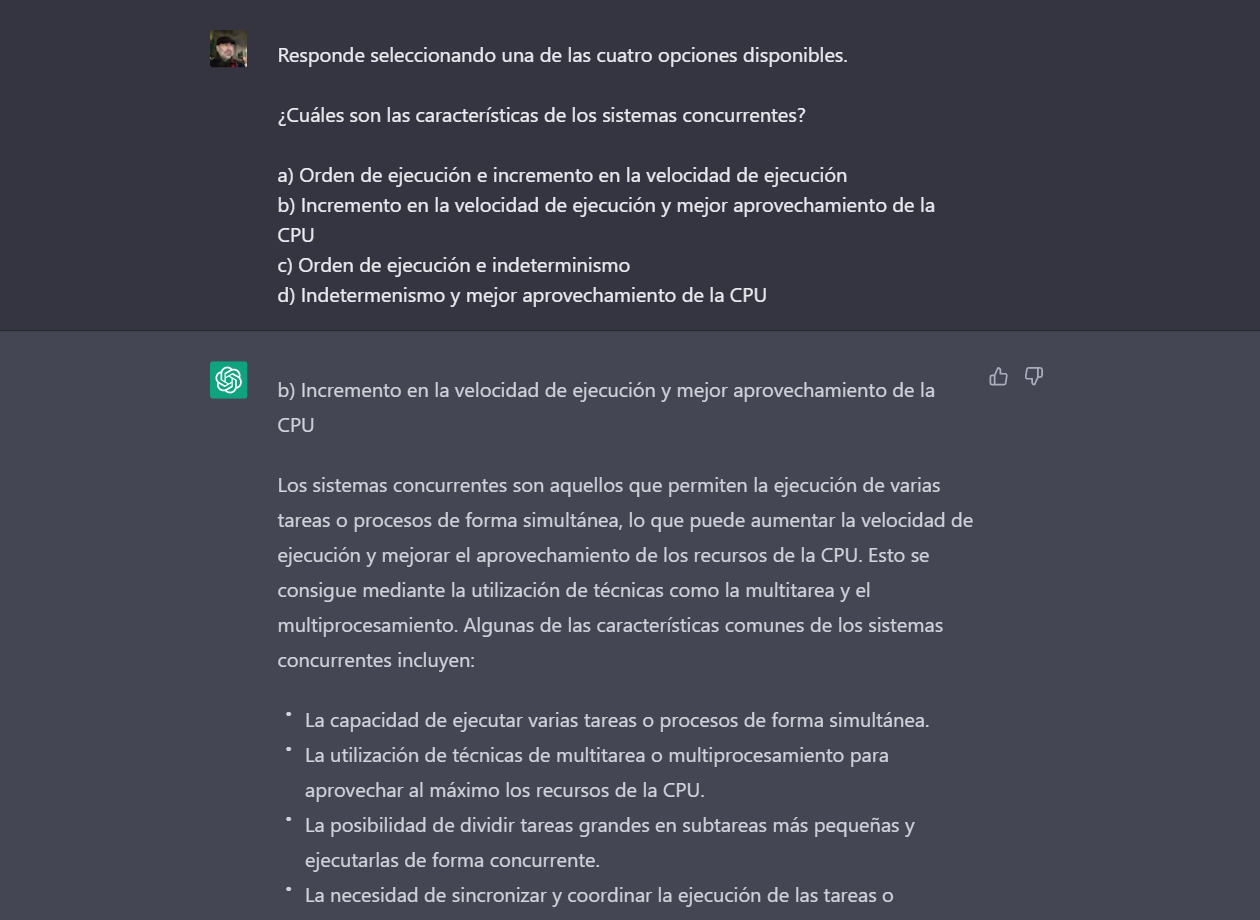 Responde seleccionando una de las cuatro opciones disponibles.
¿Cuáles son las características de los sistemas concurrentes?
a) Orden de ejecución e incremento en la velocidad de ejecución
b) Incremento en la velocidad de ejecución y mejor aprovechamiento de la
CPU
c) Orden de ejecución e indeterminismo
d) Indetermenismo y mejor aprovechamiento de la CPU
b) Incremento en la velocidad de ejecución y mejor aprovechamiento de la
CPU
Los sistemas concurrentes son aquellos que permiten la ejecución de varias
tareas o procesos de forma simultánea, lo que puede aumentar la velocidad de
ejecución y mejorar el aprovechamiento de los recursos de la CPU. Esto se
consigue mediante la utilización de técnicas como la multitarea y el
multiprocesamiento. Algunas de las características comunes de los sistemas
concurrentes incluyen:
• La capacidad de ejecutar varias tareas o procesos de forma simultánea.
• La utilización de técnicas de multitarea o multiprocesamiento para
aprovechar al máximo los recursos de la CPU.
• La posibilidad de dividir tareas grandes en subtareas más pequeñas y
ejecutarlas de forma concurrente.
• La necesidad de sincronizar y coordinar la ejecución de las tareas o